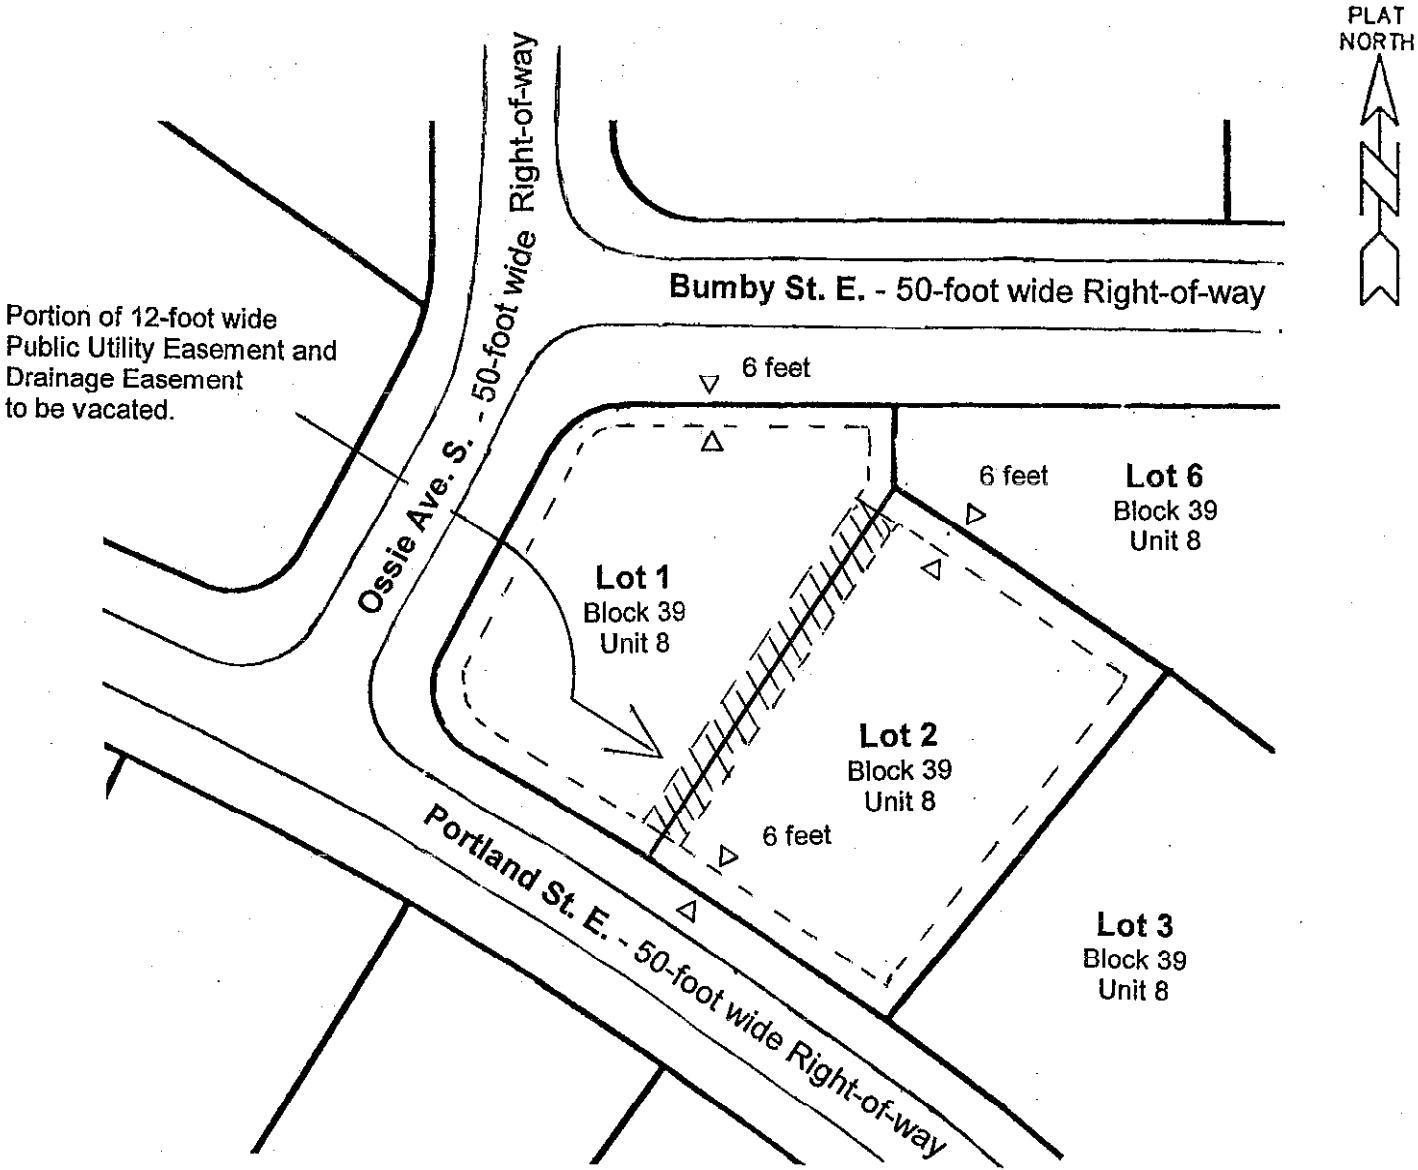 PLAT
NORTH
Ossie Ave. S. - 50-foot wide Right-of-way
Bumby St. E. - 50-foot wide Right-of-way
Portion of 12-foot wide
Public Utility Easement and
Drainage Easement
to be vacated.
6 feet
6 feet
Lot 6
Block 39
Unit 8
Lot 1
Block 39
Unit 8
Lot 2
Block 39
Unit 8
6 feet
Portland St. E. - 50-foot wide Right-of-way
Lot 3
Block 39
Unit 8